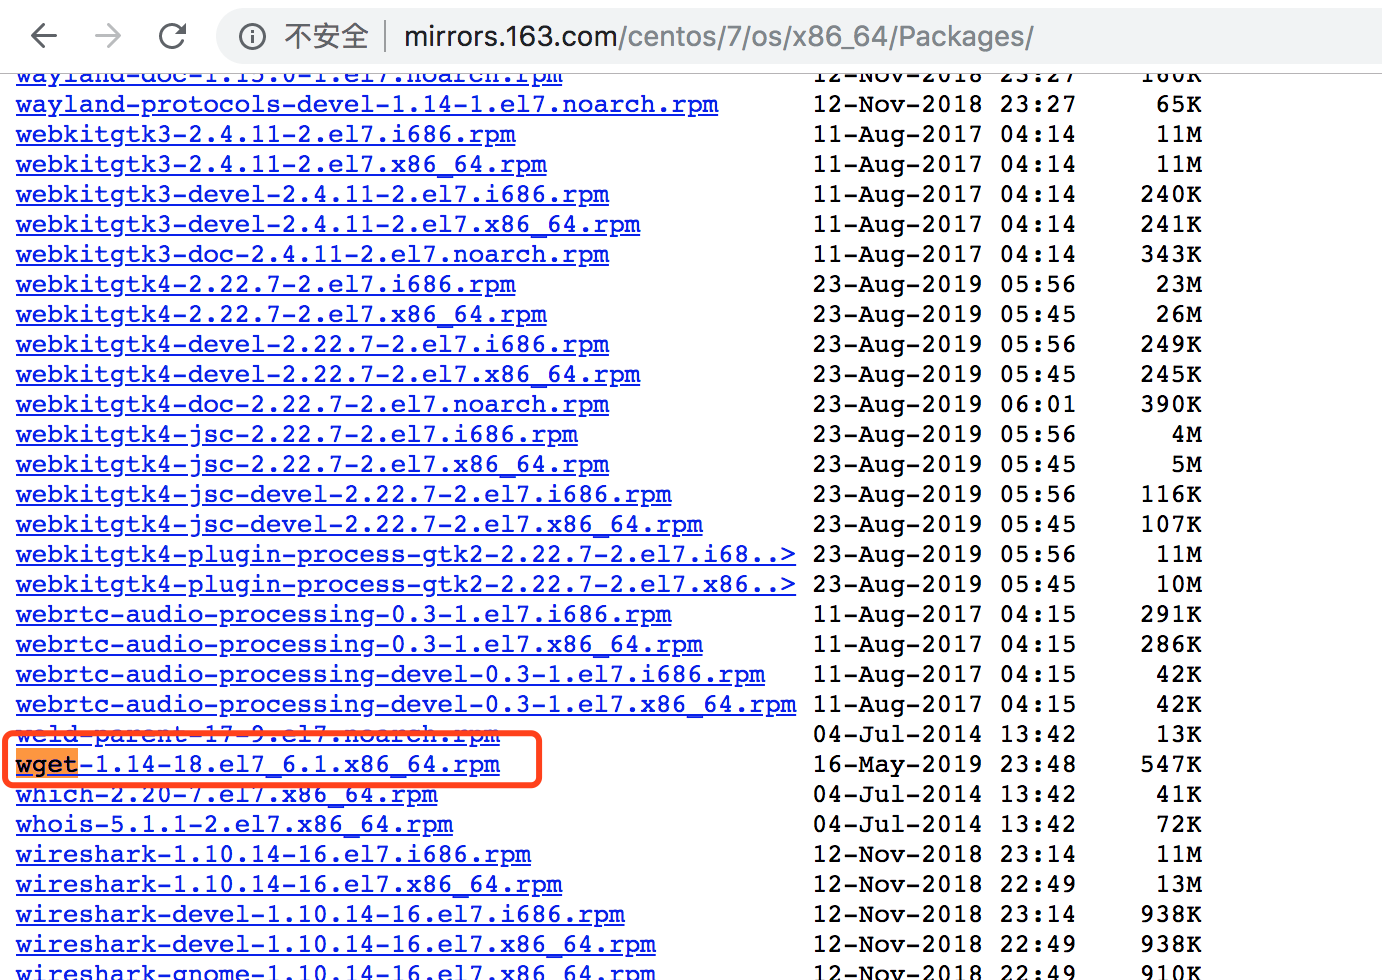 不安全 mirrors.163.com/centos/7/os/x86_64/Packages/
wayland-doc-1.15.0-1.el7.noarch.rpm 12-Nov-2018 23:27 160K
wayland-protocols-devel-1.14-1.el7.noarch.rpm 12-Nov-2018 23:27 65K
webkitgtk3-2.4.11-2.el7.i686.rpm 11-Aug-2017 04:14 11M
webkitgtk3-2.4.11-2.el7.x86_64.rpm 11-Aug-2017 04:14 11M
webkitgtk3-devel-2.4.11-2.el7.i686.rpm 11-Aug-2017 04:14 240K
webkitgtk3-devel-2.4.11-2.el7.x86_64.rpm 11-Aug-2017 04:14 241K
webkitgtk3-doc-2.4.11-2.el7.noarch.rpm 11-Aug-2017 04:14 343K
webkitgtk4-2.22.7-2.el7.i686.rpm 23-Aug-2019 05:56 23M
webkitgtk4-2.22.7-2.el7.x86_64.rpm 23-Aug-2019 05:45 26M
webkitgtk4-devel-2.22.7-2.el7.i686.rpm 23-Aug-2019 05:56 249K
webkitgtk4-devel-2.22.7-2.el7.x86_64.rpm 23-Aug-2019 05:45 245K
webkitgtk4-doc-2.22.7-2.el7.noarch.rpm 23-Aug-2019 06:01 390K
webkitgtk4-jsc-2.22.7-2.el7.i686.rpm 23-Aug-2019 05:56 4M
webkitgtk4-jsc-2.22.7-2.el7.x86_64.rpm 23-Aug-2019 05:45 5M
webkitgtk4-jsc-devel-2.22.7-2.el7.i686.rpm 23-Aug-2019 05:56 116K
webkitgtk4-jsc-devel-2.22.7-2.el7.x86_64.rpm 23-Aug-2019 05:45 107K
webkitgtk4-plugin-process-gtk2-2.22.7-2.el7.i68..> 23-Aug-2019 05:56 11M
webkitgtk4-plugin-process-gtk2-2.22.7-2.el7.x86..> 23-Aug-2019 05:45 10M
webrtc-audio-processing-0.3-1.el7.i686.rpm 11-Aug-2017 04:15 291K
webrtc-audio-processing-0.3-1.el7.x86_64.rpm 11-Aug-2017 04:15 286K
webrtc-audio-processing-devel-0.3-1.el7.i686.rpm 11-Aug-2017 04:15 42K
webrtc-audio-processing-devel-0.3-1.el7.x86_64.rpm 11-Aug-2017 04:15 42K
weld-parent-17-9.el7.noarch.rpm 04-Jul-2014 13:42 13K
wget-1.14-18.el7_6.1.x86_64.rpm 16-May-2019 23:48 547K
which-2.20-7.el7.x86_64.rpm 04-Jul-2014 13:42 41K
whois-5.1.1-2.el7.x86_64.rpm 04-Jul-2014 13:42 72K
wireshark-1.10.14-16.el7.i686.rpm 12-Nov-2018 23:14 11M
wireshark-1.10.14-16.el7.x86_64.rpm 12-Nov-2018 22:49 13M
wireshark-devel-1.10.14-16.el7.i686.rpm 12-Nov-2018 23:14 938K
wireshark-devel-1.10.14-16.el7.x86_64.rpm 12-Nov-2018 22:49 938K
wireshark-gnome-1.10.14-16.el7.x86_64.rpm 12-Nov-2018 22:49 910K